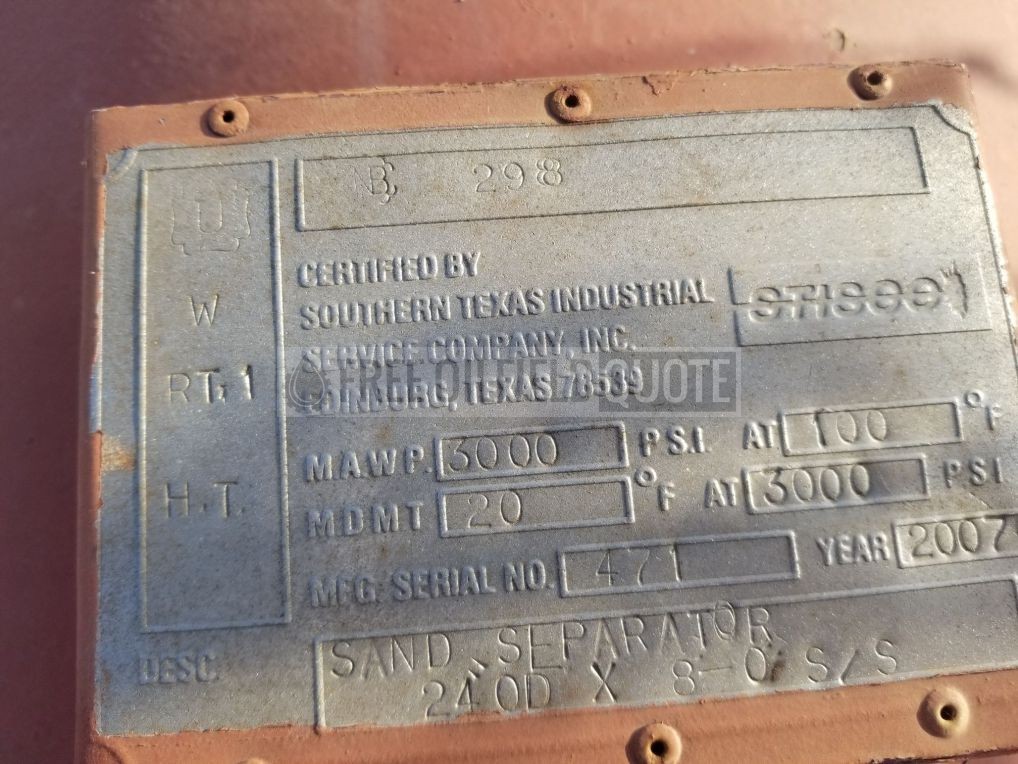 NB 298
U
W
RT. 1
H.T.
CERTIFIED BY
SOUTHERN TEXAS INDUSTRIAL
SERVICE COMPANY, INC.
EDINBURG, TEXAS 78539
STISCO
FREE OILFIELD QUOTE
M.A.W.P. 3000 P.S.I. AT 100 °F
MDMT 20 °F AT 3000 PSI
MFG. SERIAL NO. 471 YEAR 2007
DESC. SAND SEPARATOR
24 OD X 8-0 S/S